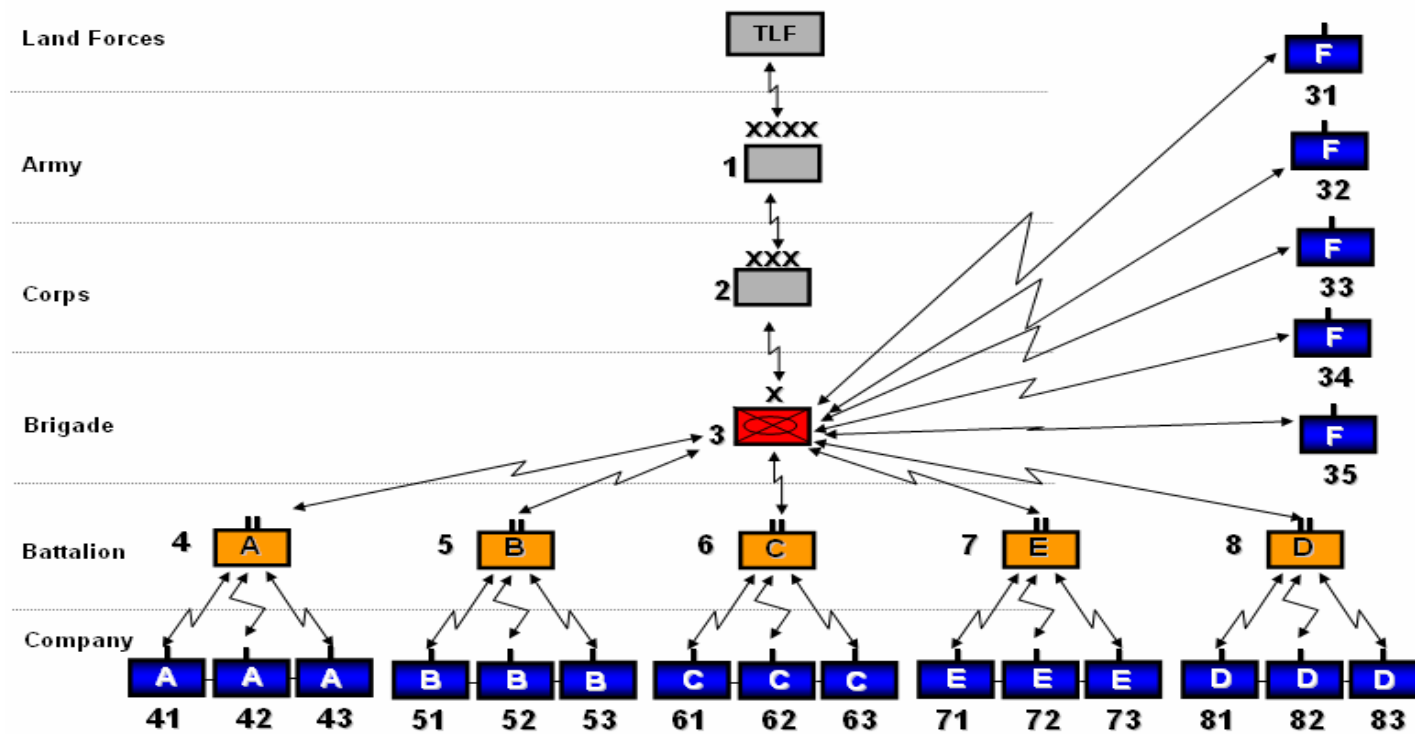 Land Forces
TLF
F
31
XXXX
Army
1
F
32
XXX
Corps
2
F
33
F
34
X
Brigade
3
F
35
Battalion
4 A
5 B
6 C
7 E
8 D
Company
A A A
B B B
C C C
E E E
D D D
41 42 43
51 52 53
61 62 63
71 72 73
81 82 83